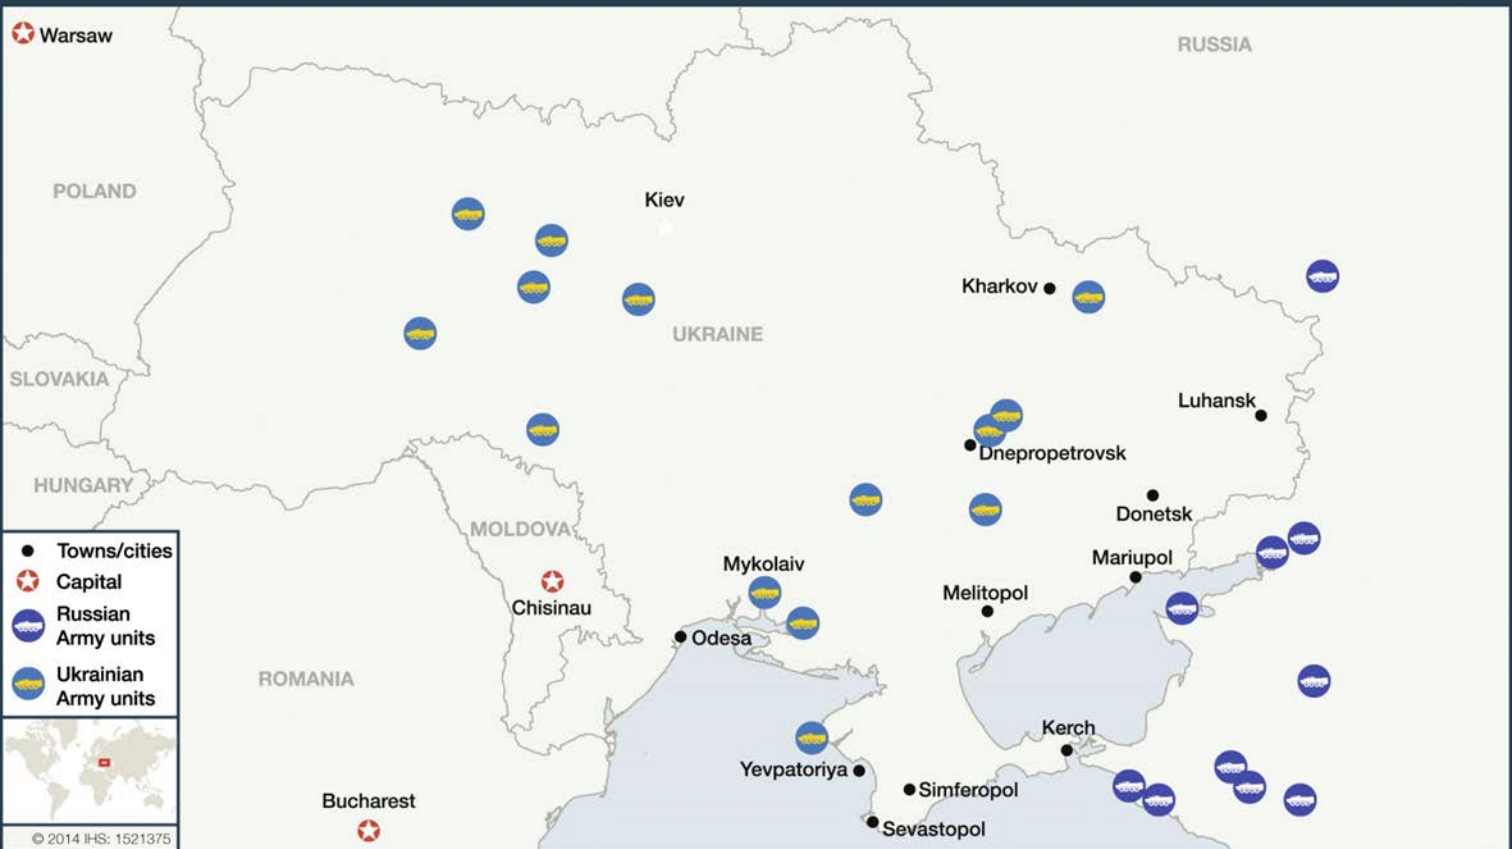 Warsaw
RUSSIA
POLAND
Kiev
Kharkov
UKRAINE
SLOVAKIA
Luhansk
Dnepropetrovsk
HUNGARY
Donetsk
MOLDOVA
Mariupol
Mykolaiv
Melitopol
Chisinau
Odesa
ROMANIA
Kerch
Yevpatoriya
Simferopol
Bucharest
Sevastopol
Towns/cities
Capital
Russian
Army units
Ukrainian
Army units
© 2014 IHS: 1521375